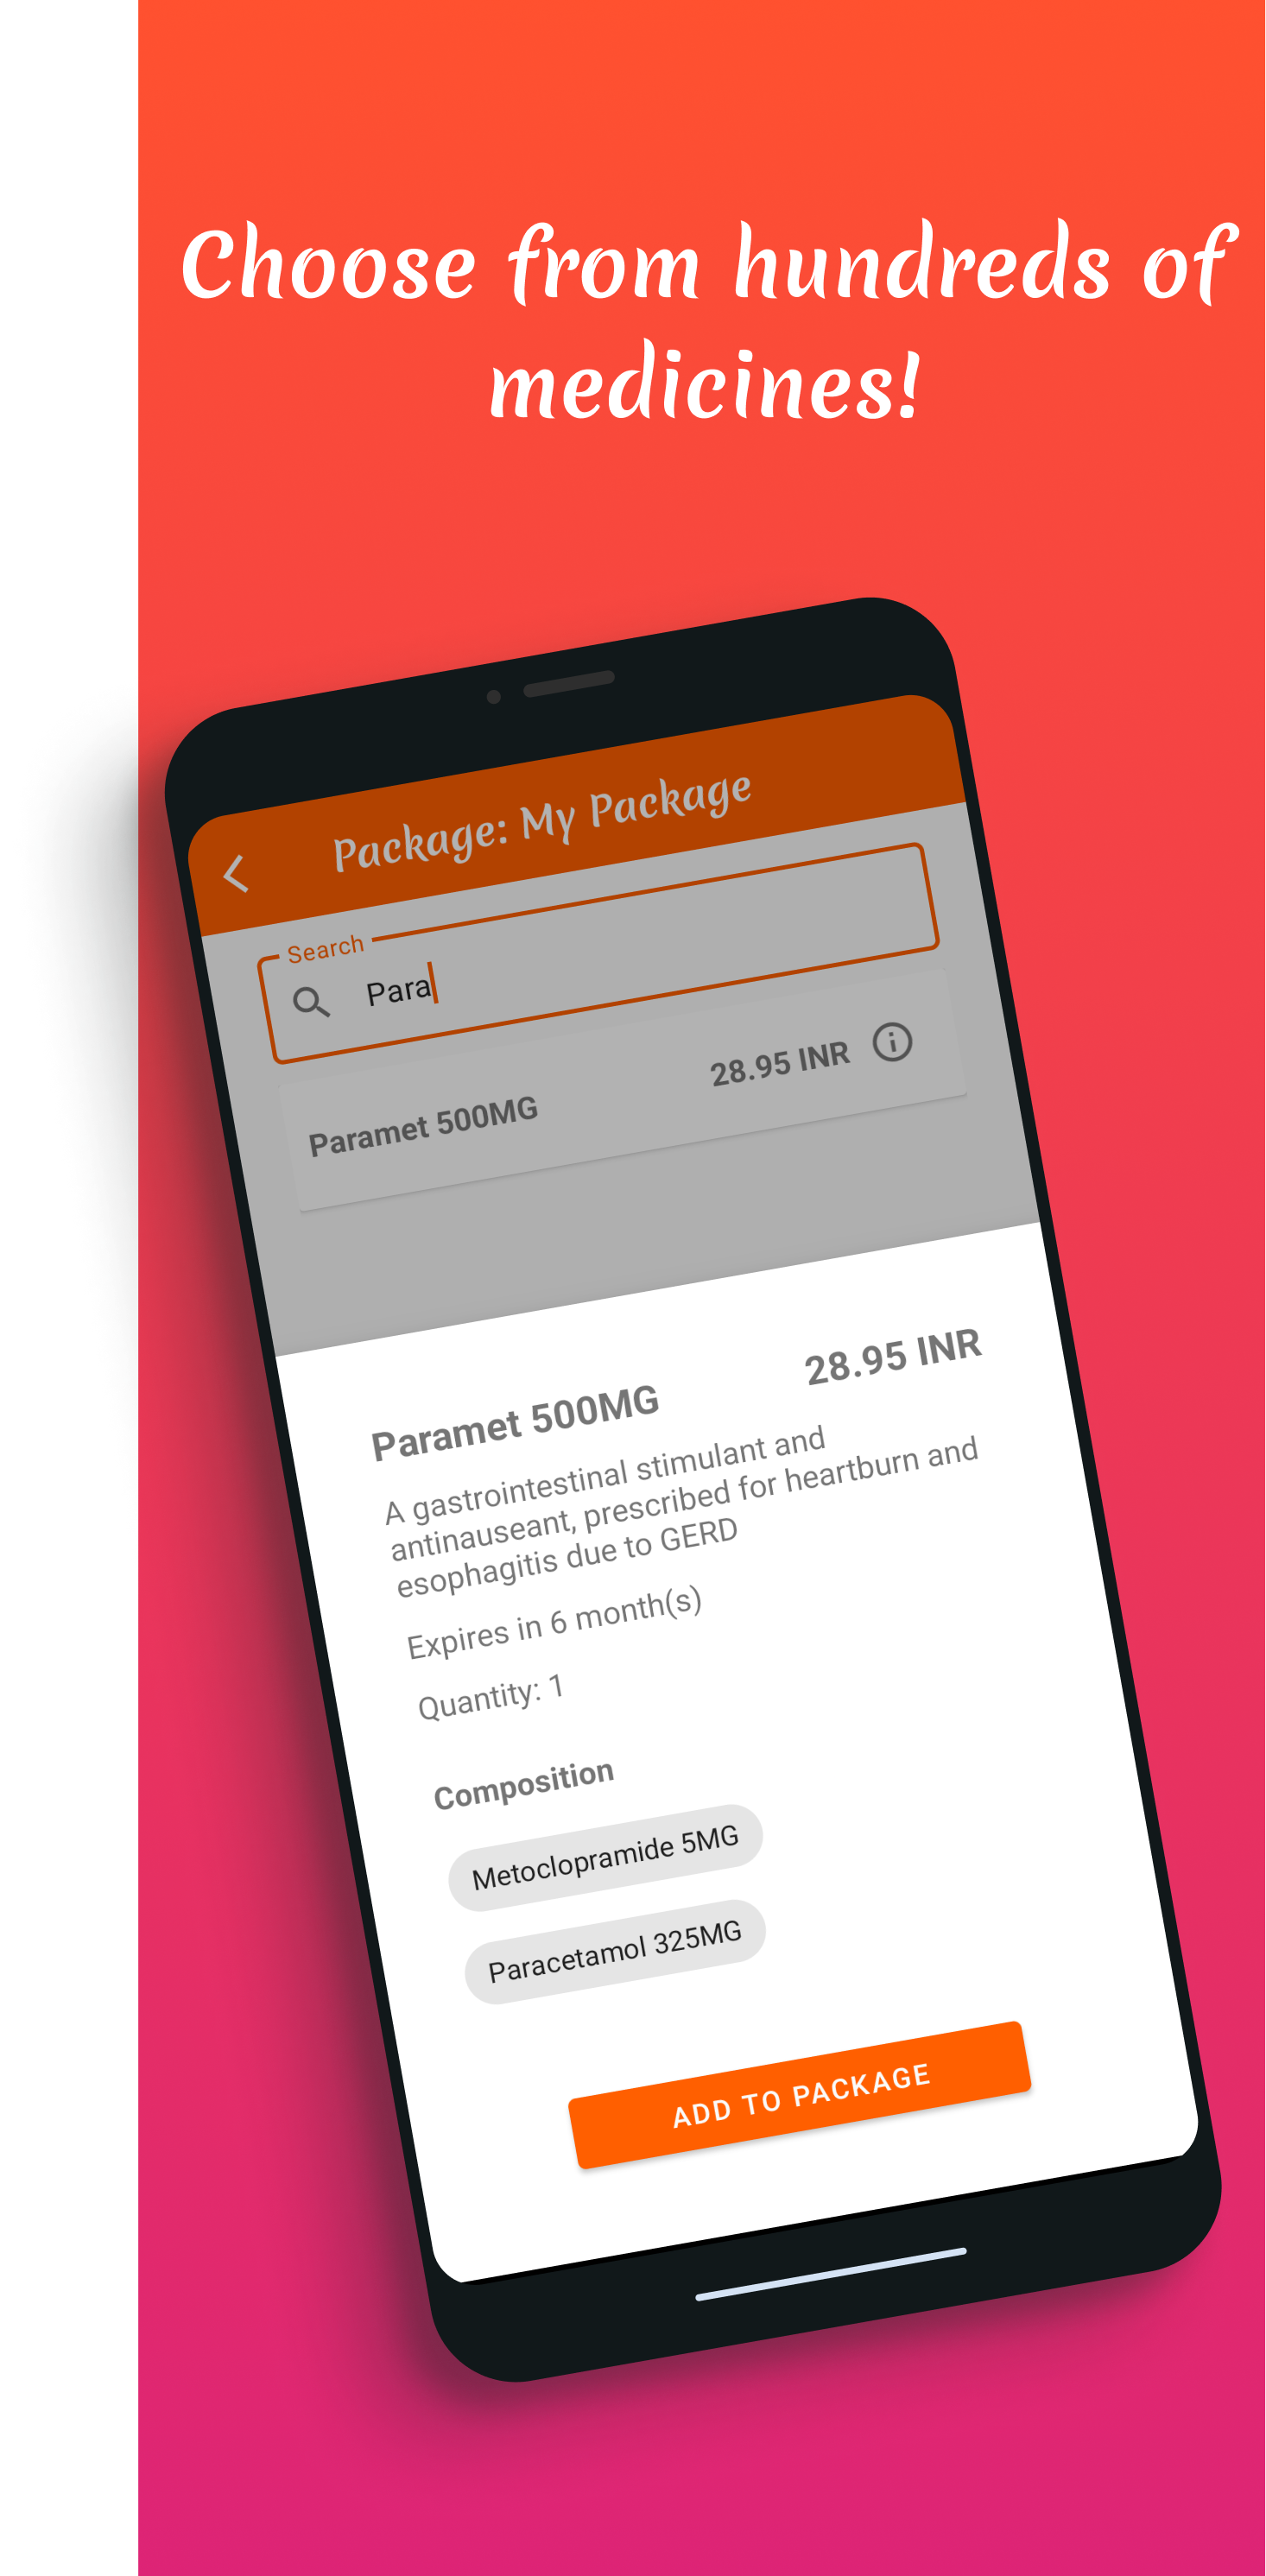 Choose from hundreds of
medicines!
Package: My Package
Search
Para
Paramet 500MG
28.95 INR
Paramet 500MG
28.95 INR
A gastrointestinal stimulant and
antinauseant, prescribed for heartburn and
esophagitis due to GERD
Expires in 6 month(s)
Quantity: 1
Composition
Metoclopramide 5MG
Paracetamol 325MG
ADD TO PACKAGE